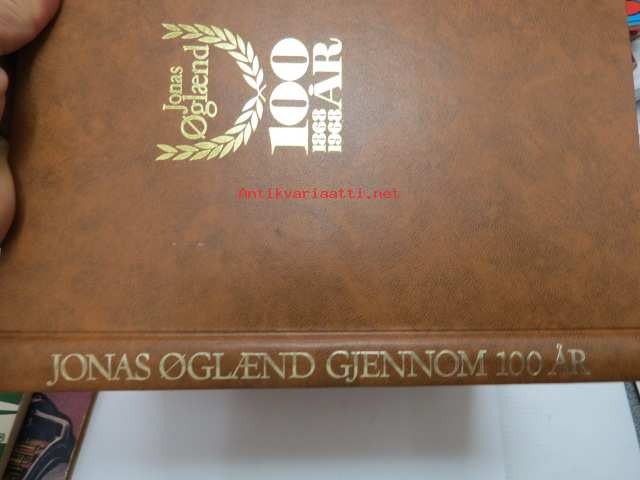 Jonas
Øglænd
100
ÅR
1868
1968
Antikvariaatti.net
JONAS ØGLÆND GJENNOM 100 ÅR